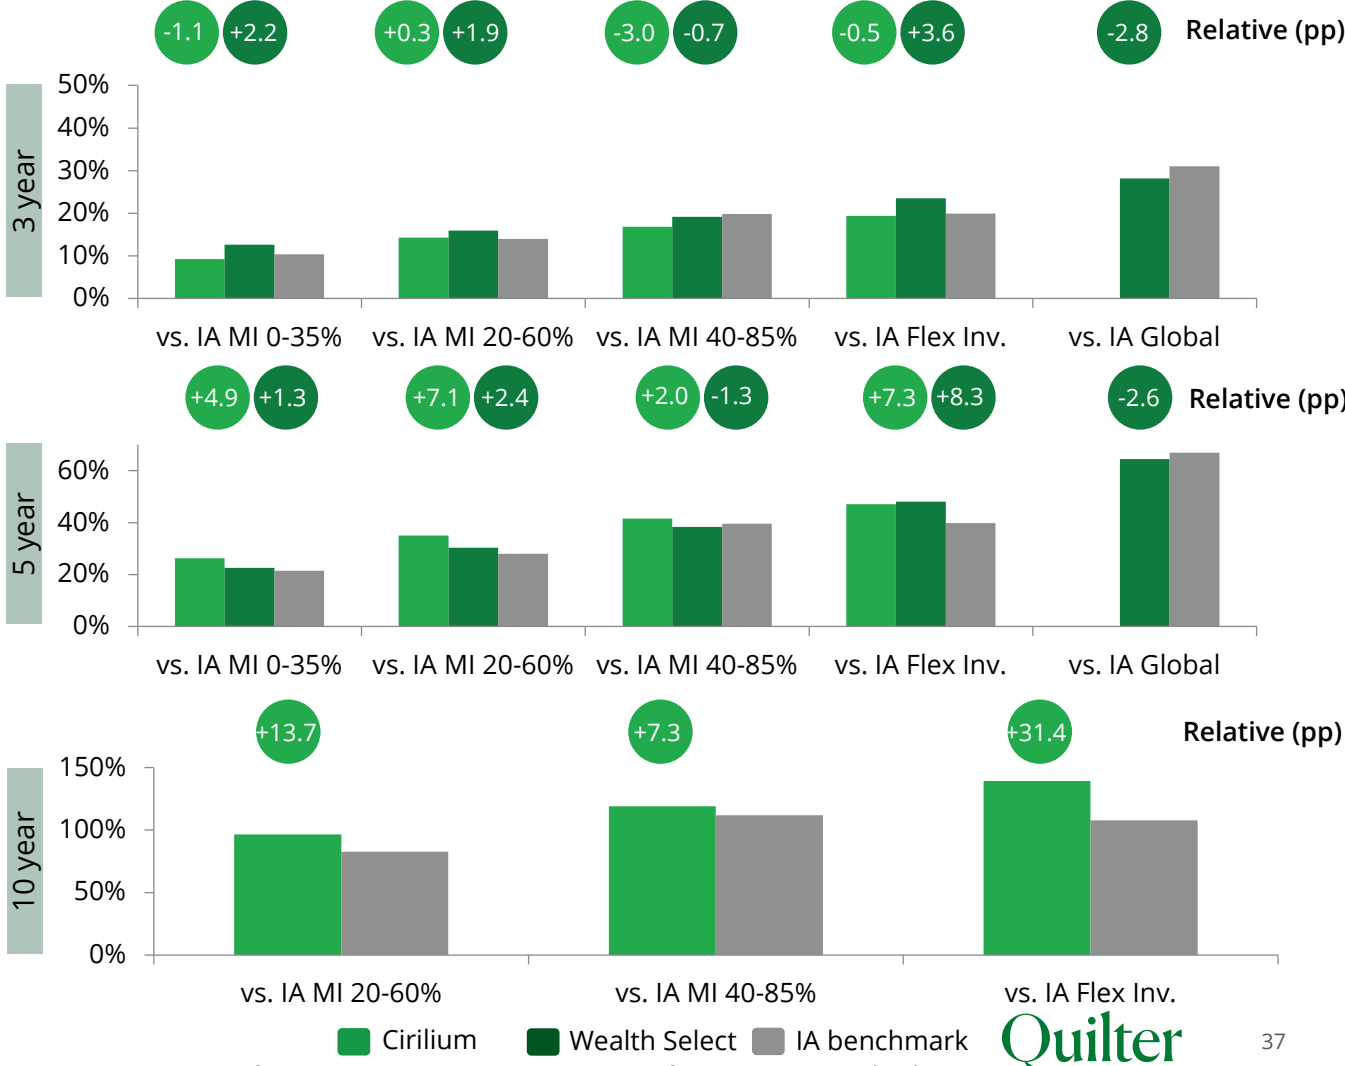 -1.1 +2.2 +0.3 +1.9 -3.0 -0.7 -0.5 +3.6 -2.8 Relative (pp)
3 year
50%
40%
30%
20%
10%
0%
vs. IA MI 0-35% vs. IA MI 20-60% vs. IA MI 40-85% vs. IA Flex Inv. vs. IA Global
+4.9 +1.3 +7.1 +2.4 +2.0 -1.3 +7.3 +8.3 -2.6 Relative (pp)
5 year
60%
40%
20%
0%
vs. IA MI 0-35% vs. IA MI 20-60% vs. IA MI 40-85% vs. IA Flex Inv. vs. IA Global
+13.7 +7.3 +31.4 Relative (pp)
10 year
150%
100%
50%
0%
vs. IA MI 20-60% vs. IA MI 40-85% vs. IA Flex Inv.
Cirilium Wealth Select IA benchmark Quilter 37